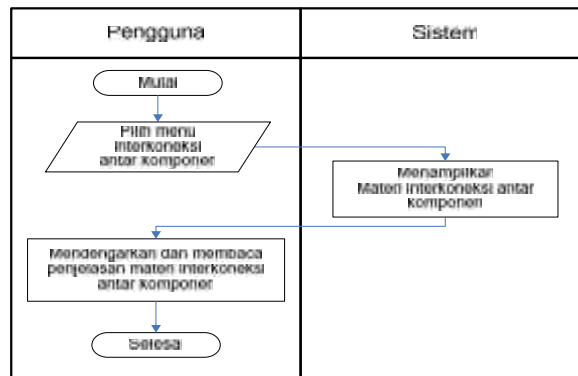 Pengguna
Sistem
Mulai
Pilih menu
interkoneksi
antar komponen
Menampilkan
Materi interkoneksi antar
komponen
Mendengarkan dan membaca
penjelasan materi interkoneksi
antar komponen
Selesai